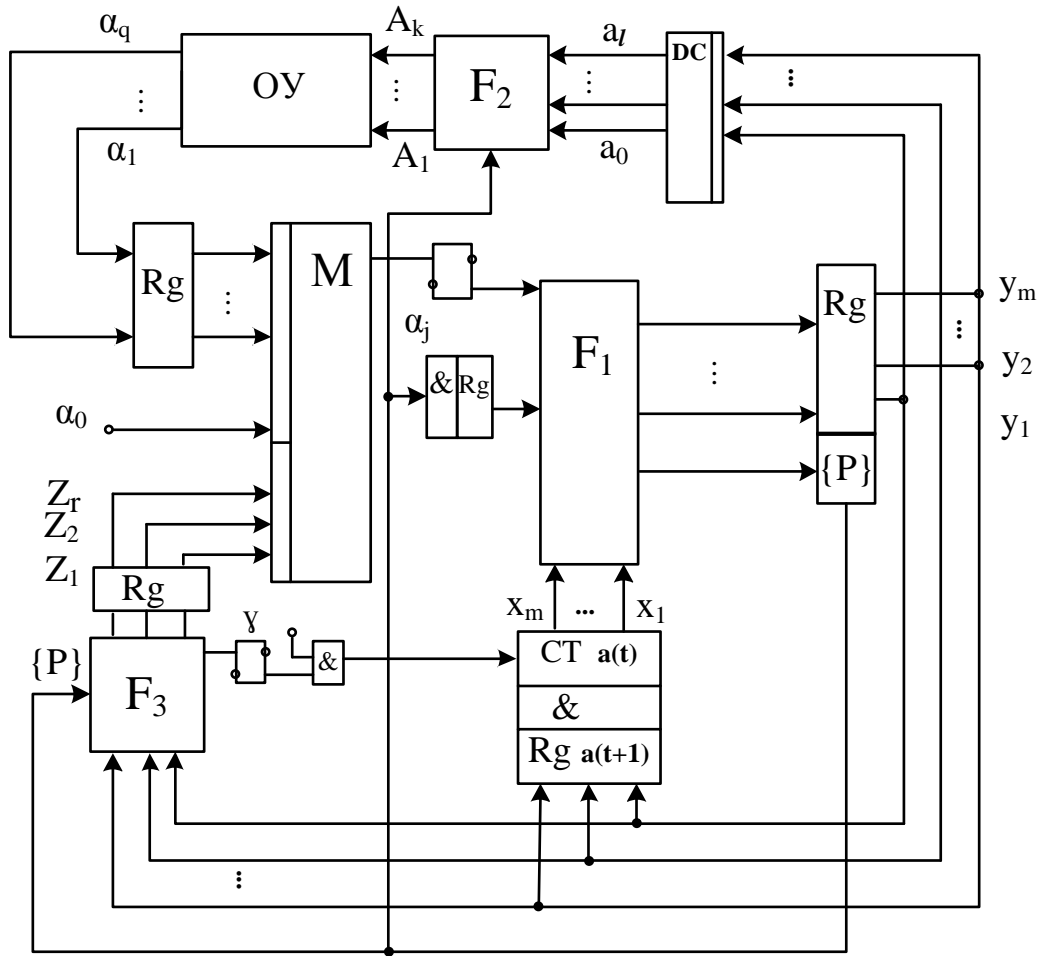 αq
Ak
al
DC
...
⋮
⋮
⋮
ОУ
F2
α1
A1
a0
Rg
⋮
M
αj
F1
Rg
ym
⋮
⋮
y2
& Rg
y1
α0
{P}
Zr
Z2
Z1
Rg
xm ... x1
ɣ
{P}
F3
&
CT a(t)
&
Rg a(t+1)
...